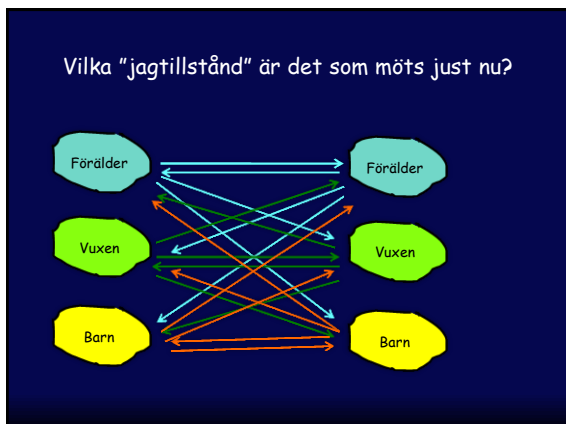 Vilka ”jagtillstånd” är det som möts just nu?
Förälder
Förälder
Vuxen
Vuxen
Barn
Barn